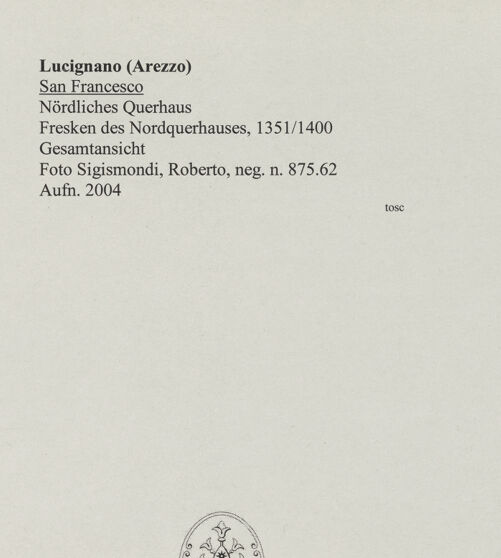 Lucignano (Arezzo)
San Francesco
Nördliches Querhaus
Fresken des Nordquerhauses, 1351/1400
Gesamtansicht
Foto Sigismondi, Roberto, neg. n. 875.62
Aufn. 2004
tosc